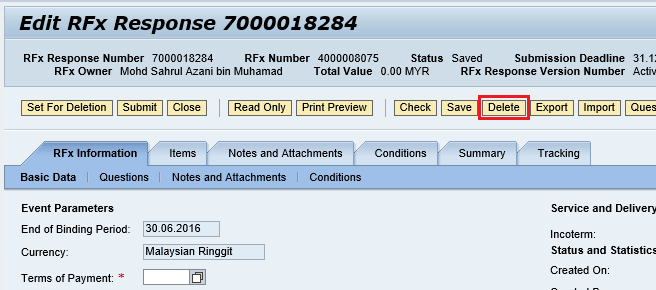 Edit RFx Response 7000018284
RFx Response Number 7000018284 RFx Number 4000008075 Status Saved Submission Deadline 31.12
RFx Owner Mohd Sahrul Azani bin Muhamad Total Value 0.00 MYR RFx Response Version Number Activ
Set For Deletion Submit Close Read Only Print Preview Check Save Delete Export Import Ques
RFx Information Items Notes and Attachments Conditions Summary Tracking
Basic Data Questions Notes and Attachments Conditions
Event Parameters
Service and Delivery
End of Binding Period: 30.06.2016
Incoterm:
Currency: Malaysian Ringgit
Status and Statistics
Terms of Payment: *
Created On: